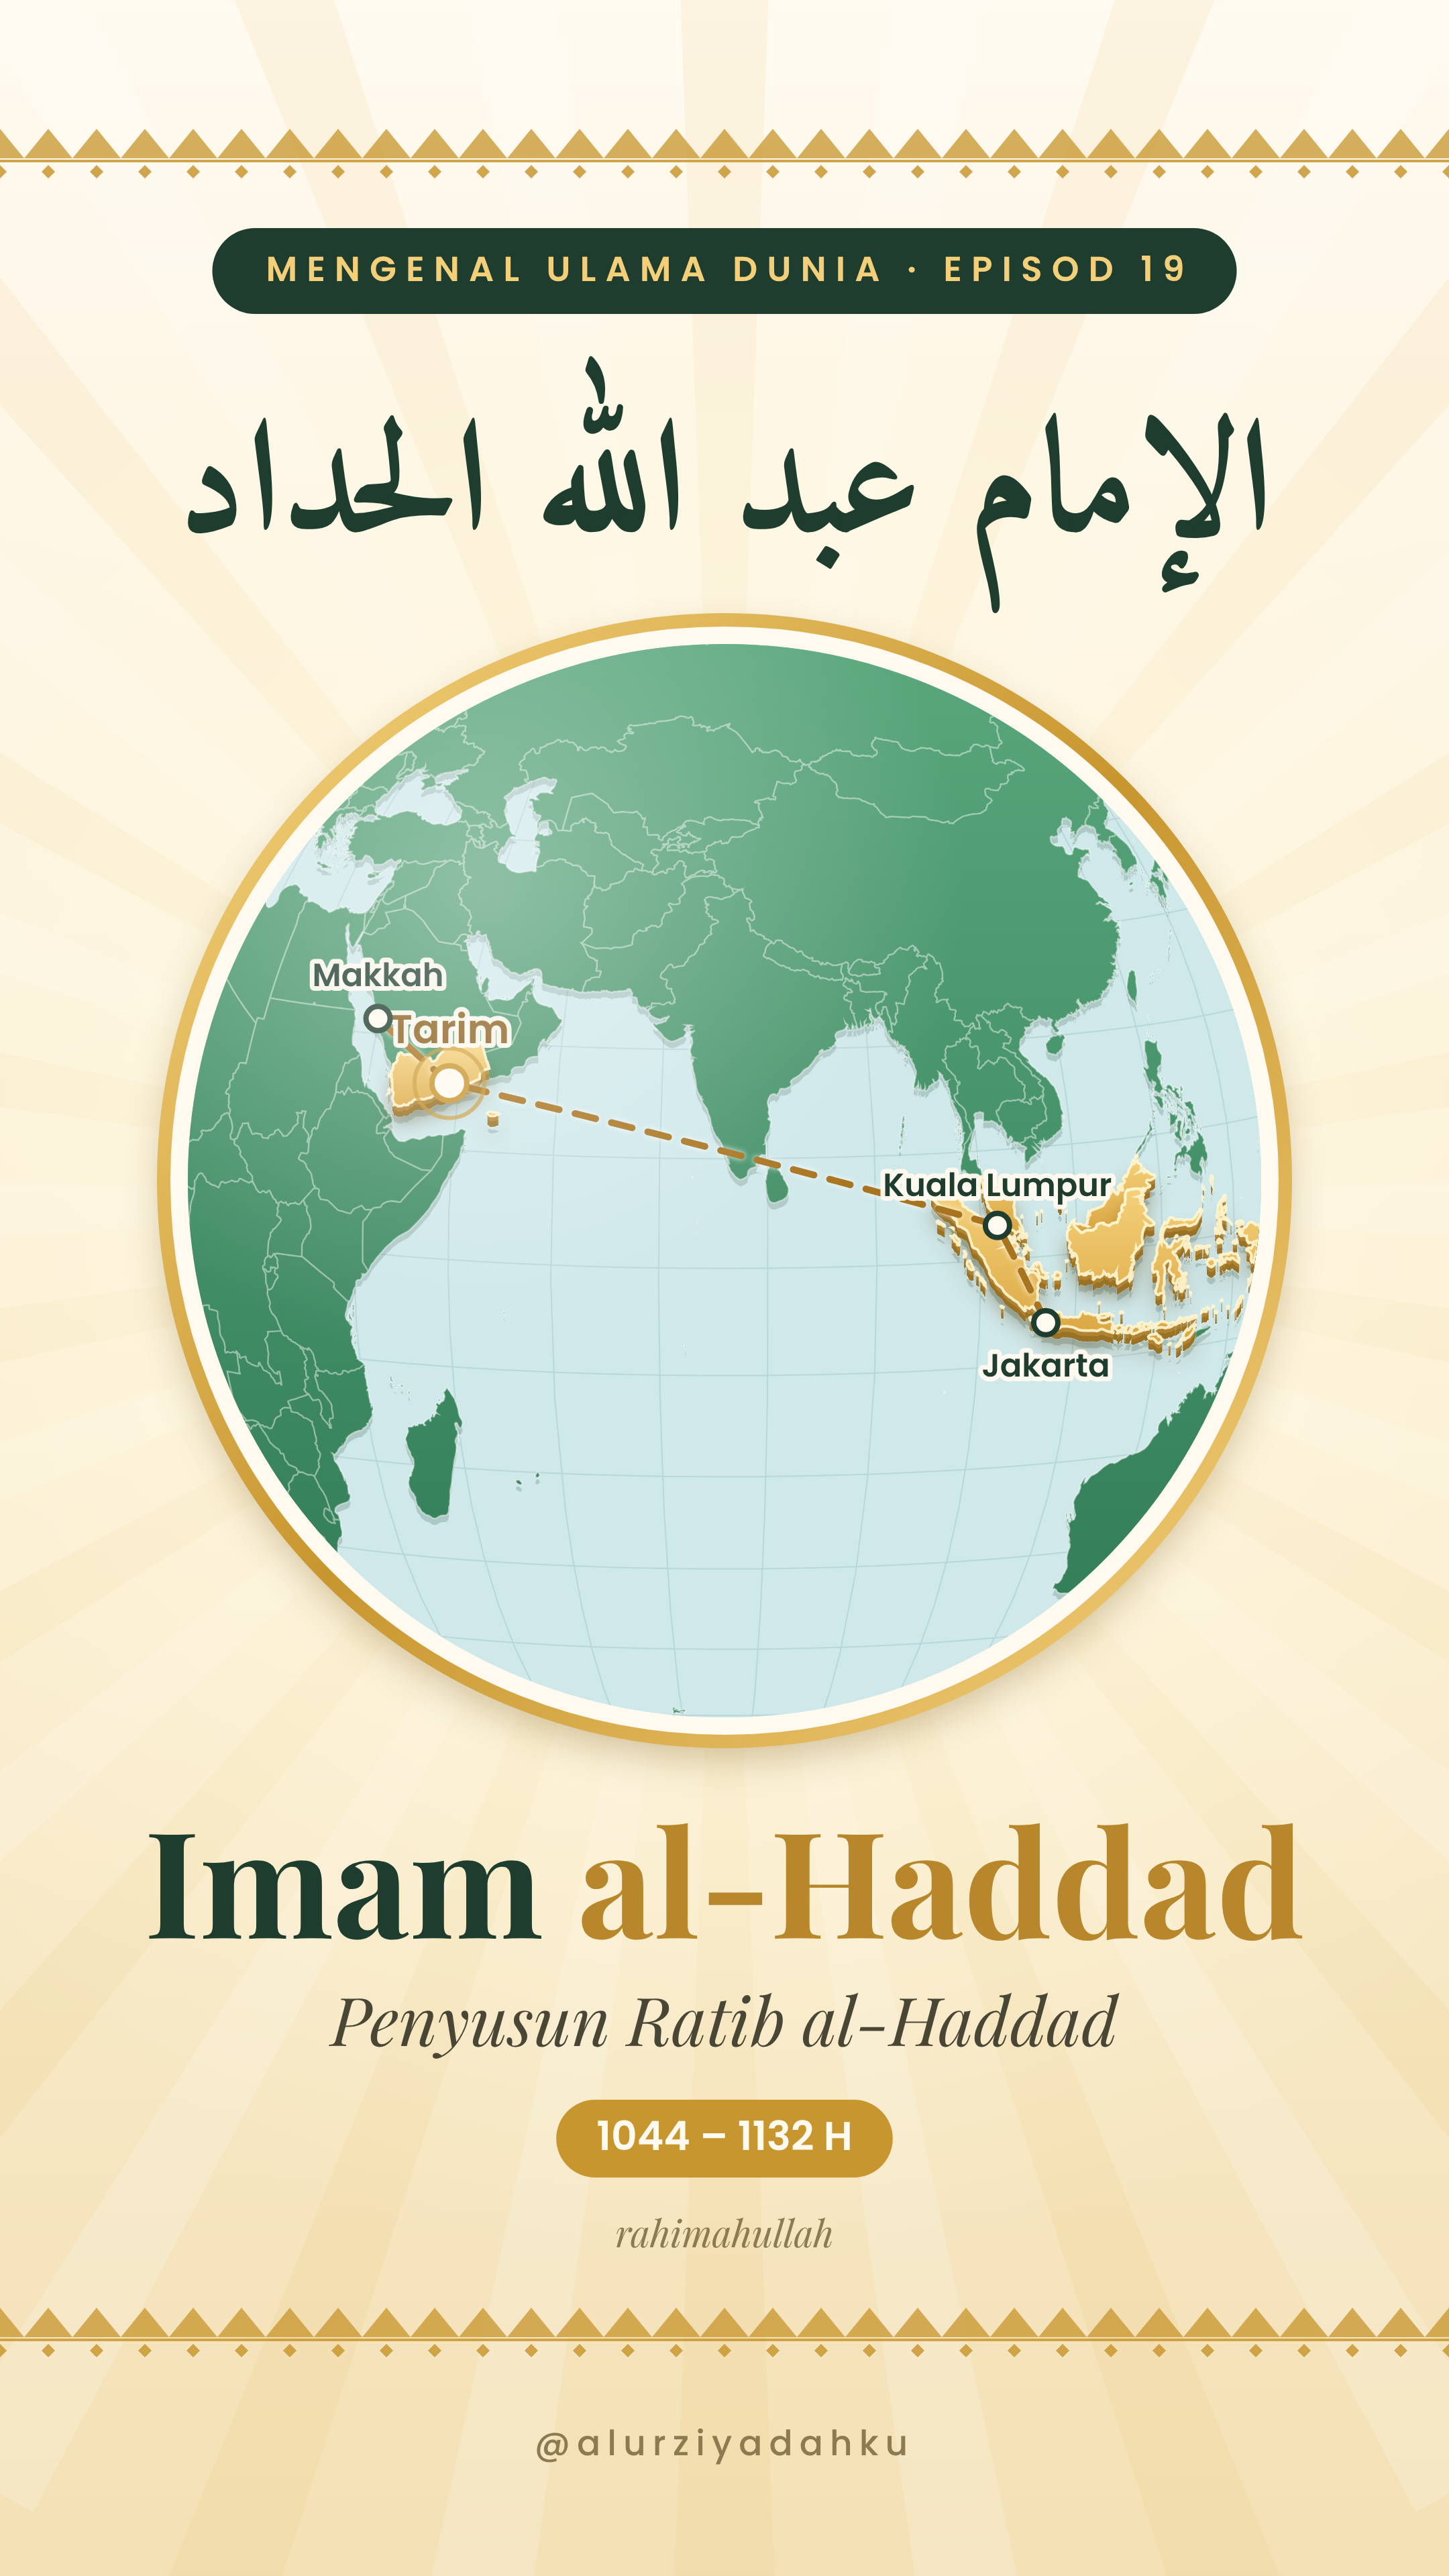 MENGENAL ULAMA DUNIA · EPISOD 19
الإمام عبد الله الحداد
Makkah
Tarim
Kuala Lumpur
Jakarta
Imam al-Haddad
Penyusun Ratib al-Haddad
1044 – 1132 H
rahimahullah
@alurziyadahku